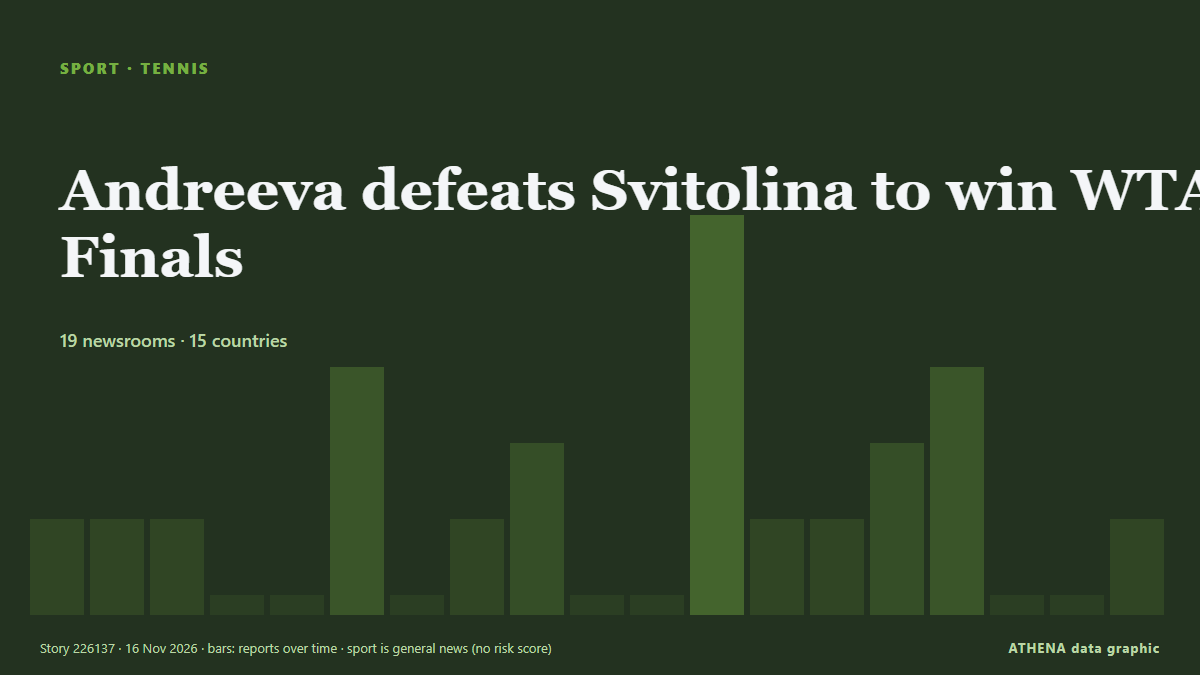 SPORT · TENNIS
Andreeva defeats Svitolina to win WTA
Finals
19 newsrooms · 15 countries
Story 226137 · 16 Nov 2026 · bars: reports over time · sport is general news (no risk score)
ATHENA data graphic